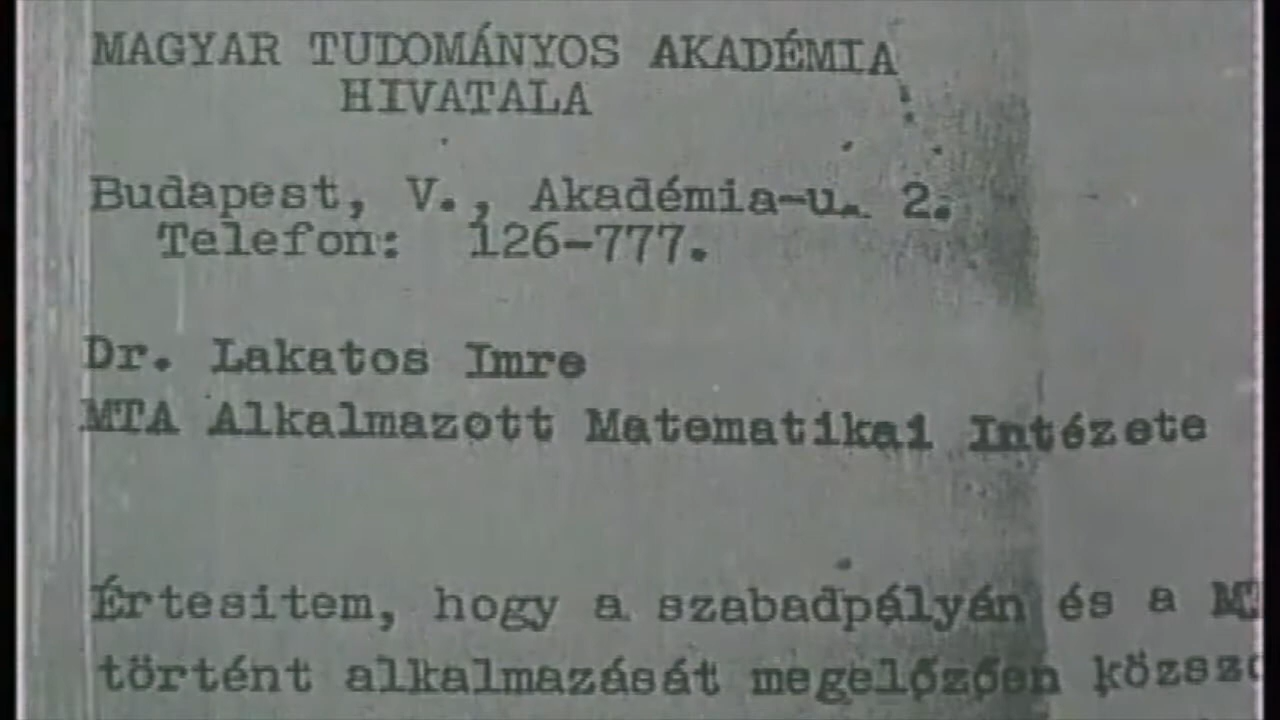 MAGYAR TUDOMÁNYOS AKADÉMIA
HIVATALA
Budapest, V., Akadémia-u. 2.
Telefon: 126-777.
Dr. Lakatos Imre
MTA Alkalmazott Matematikai Intézete
Értesitem, hogy a szabadpályán és a
történt alkalmazását megelőzően